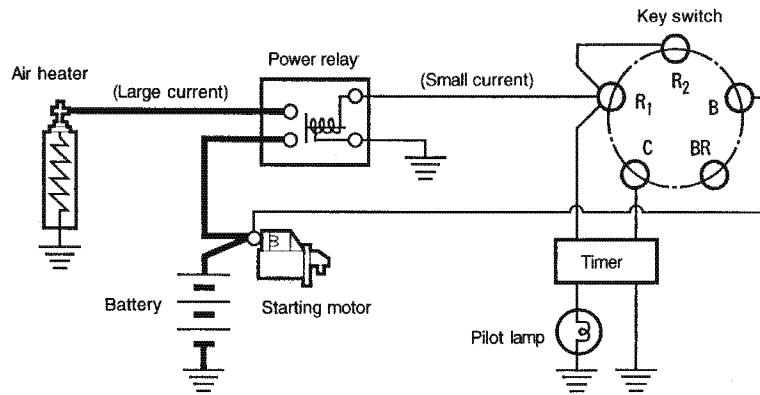 Key switch
Power relay
Air heater
(Large current)
(Small current)
R1
R2
B
C
BR
B
Timer
Battery
Starting motor
Pilot lamp